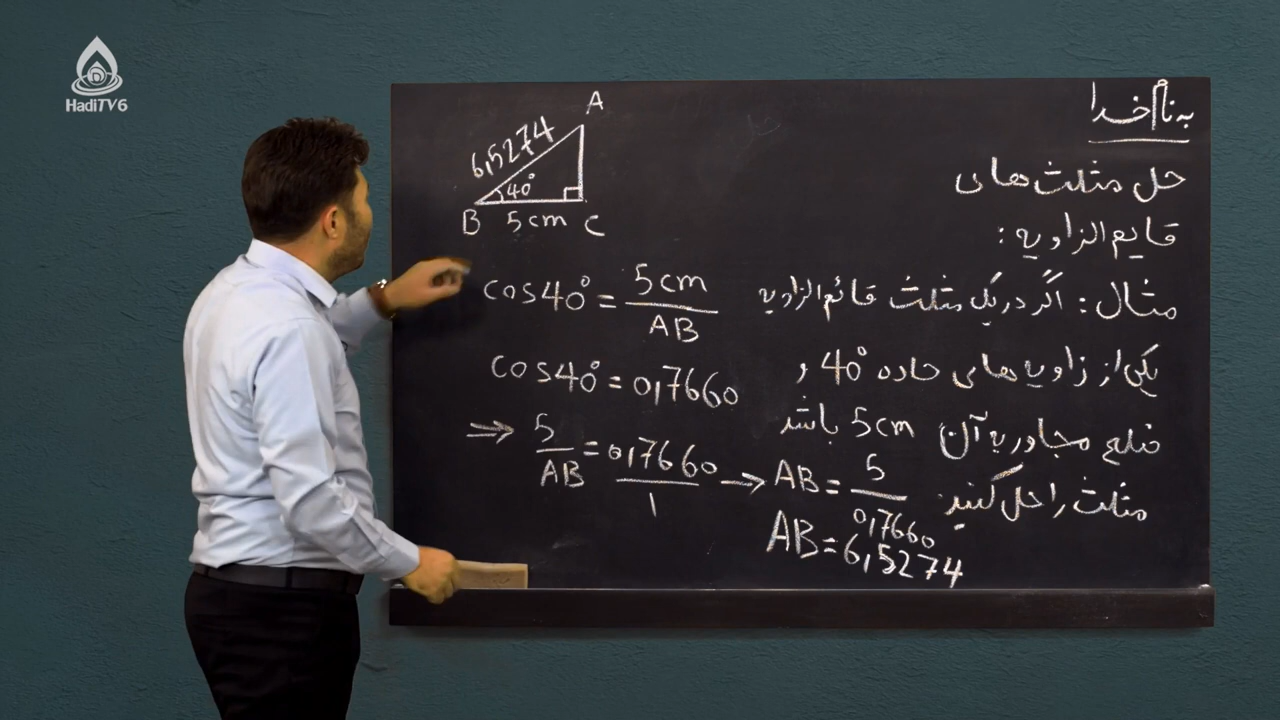 HadiTV6
به نام خدا
حل مثلث های
قایم الزاویه :
مثال : اگر در یک مثلث قائم الزاویه
یکی از زاویه های حاده 40° و
ضلع مجاور به آن 5cm باشد
مثلث را حل کنید
A
6,5274
40°
B 5cm C
cos40° = 5cm / AB
cos40° = 0,7660
⇒ 5 / AB = 0,7660 / 1 → AB = 5 / 0,7660
AB = 6,5274